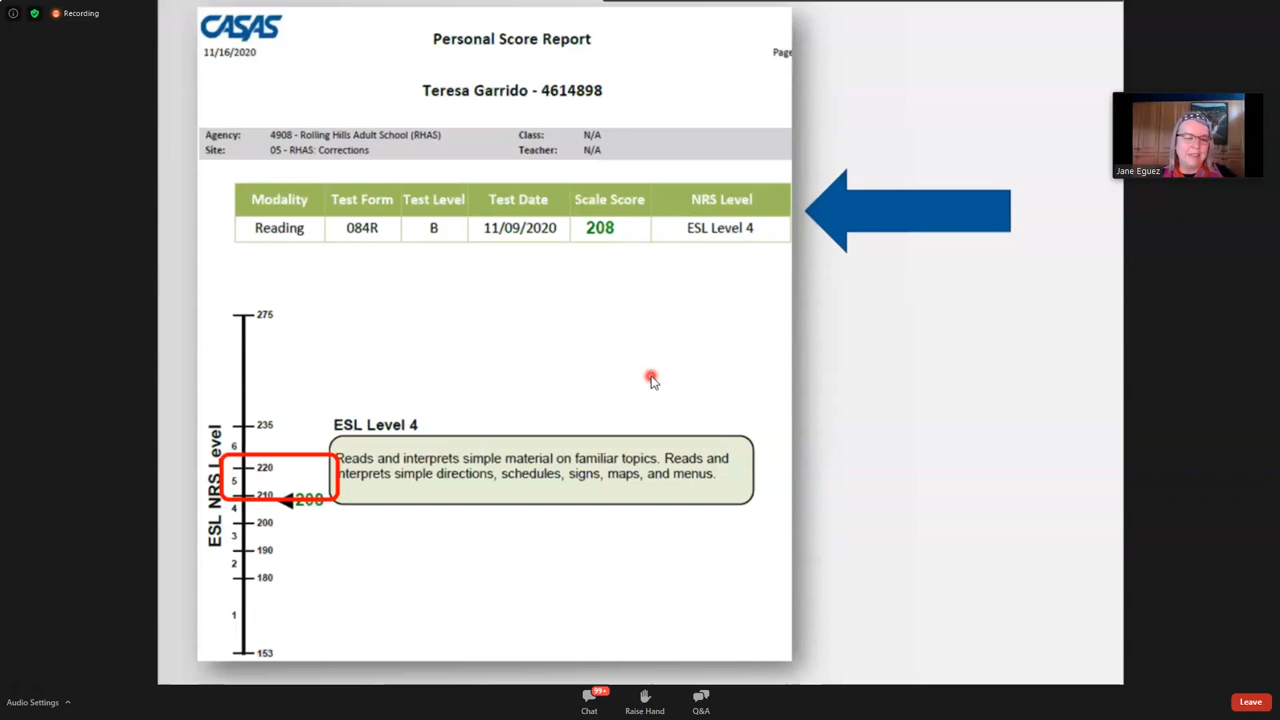 Recording
CASAS
11/16/2020
Personal Score Report
Page
Teresa Garrido - 4614898
Agency: 4908 - Rolling Hills Adult School (RHAS) Class: N/A
Site: 05 - RHAS: Corrections Teacher: N/A
Modality Test Form Test Level Test Date Scale Score NRS Level
Reading 084R B 11/09/2020 208 ESL Level 4
Jane Eguez
ESL NRS Level
275
235
6
220
5
210
208
4
200
3
190
2
180
1
153
ESL Level 4
Reads and interprets simple material on familiar topics. Reads and
interprets simple directions, schedules, signs, maps, and menus.
Audio Settings
99+
Chat
Raise Hand
Q&A
Leave